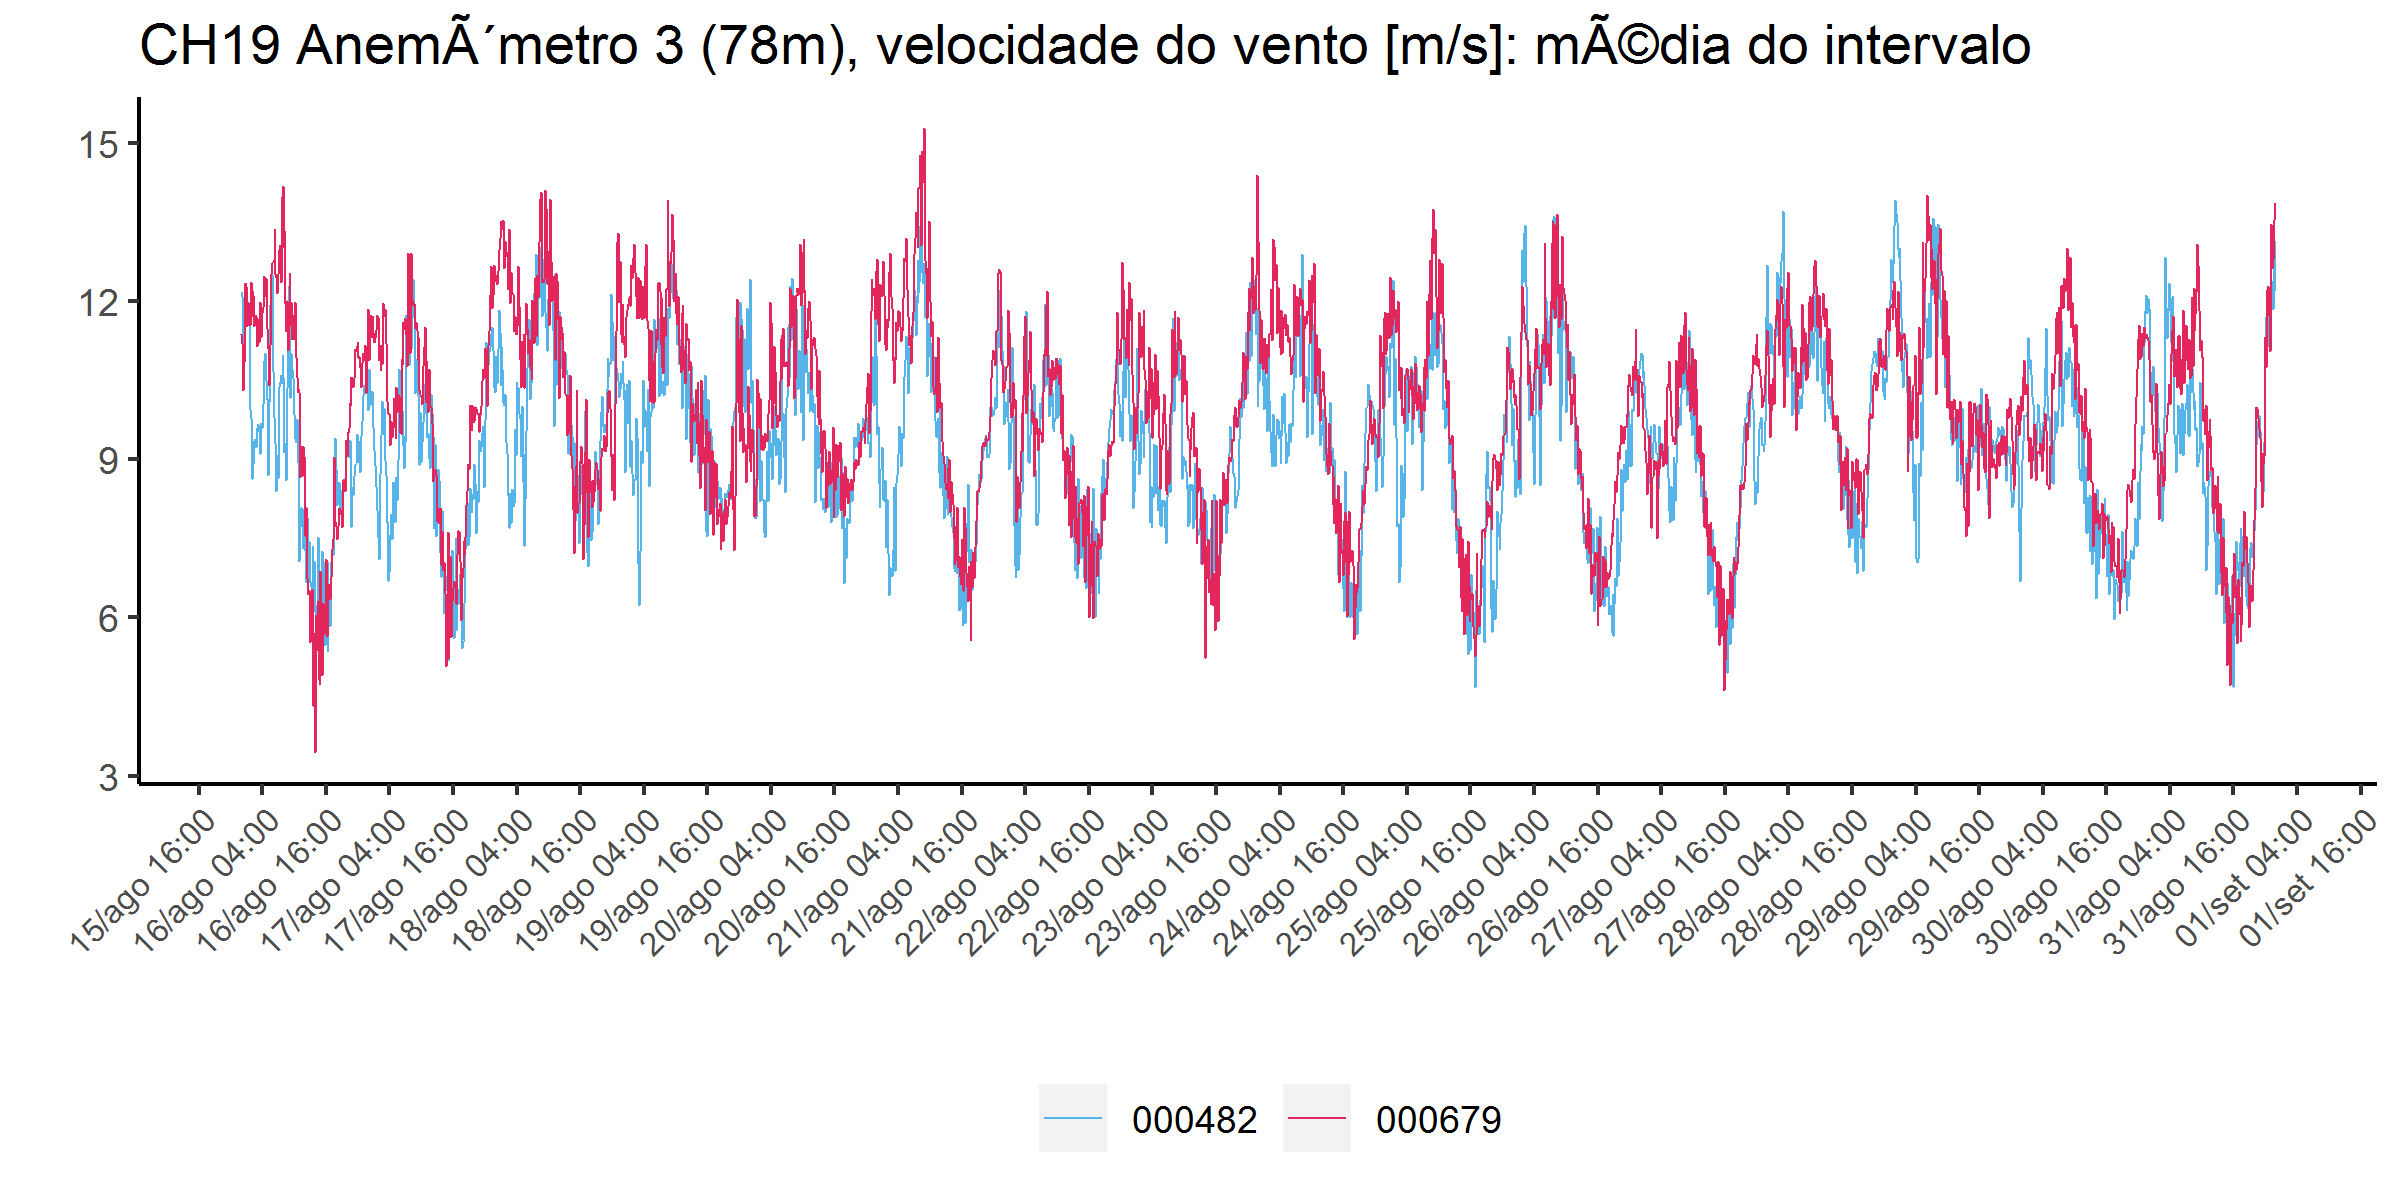 CH19 AnemÃ´metro 3 (78m), velocidade do vento [m/s]: mÃ©dia do intervalo
15
12
9
6
3
15/ago 16:00
16/ago 04:00
16/ago 16:00
17/ago 04:00
17/ago 16:00
18/ago 04:00
18/ago 16:00
19/ago 04:00
19/ago 16:00
20/ago 04:00
20/ago 16:00
21/ago 04:00
21/ago 16:00
22/ago 04:00
22/ago 16:00
23/ago 04:00
23/ago 16:00
24/ago 04:00
24/ago 16:00
25/ago 04:00
25/ago 16:00
26/ago 04:00
26/ago 16:00
27/ago 04:00
27/ago 16:00
28/ago 04:00
28/ago 16:00
29/ago 04:00
29/ago 16:00
30/ago 04:00
30/ago 16:00
31/ago 04:00
31/ago 16:00
01/set 04:00
01/set 16:00
000482
000679